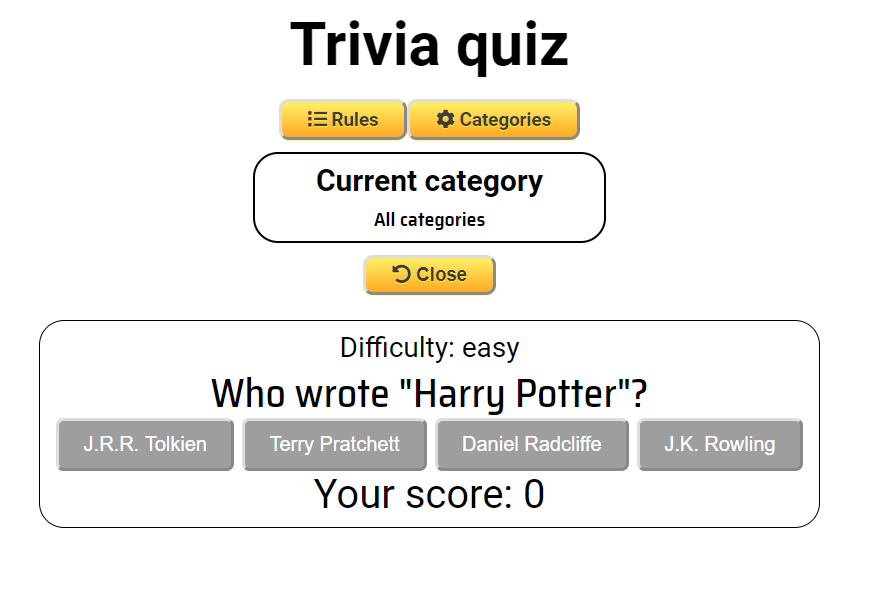 Trivia quiz
Rules Categories
Current category
All categories
Close
Difficulty: easy
Who wrote "Harry Potter"?
J.R.R. Tolkien Terry Pratchett Daniel Radcliffe J.K. Rowling
Your score: 0